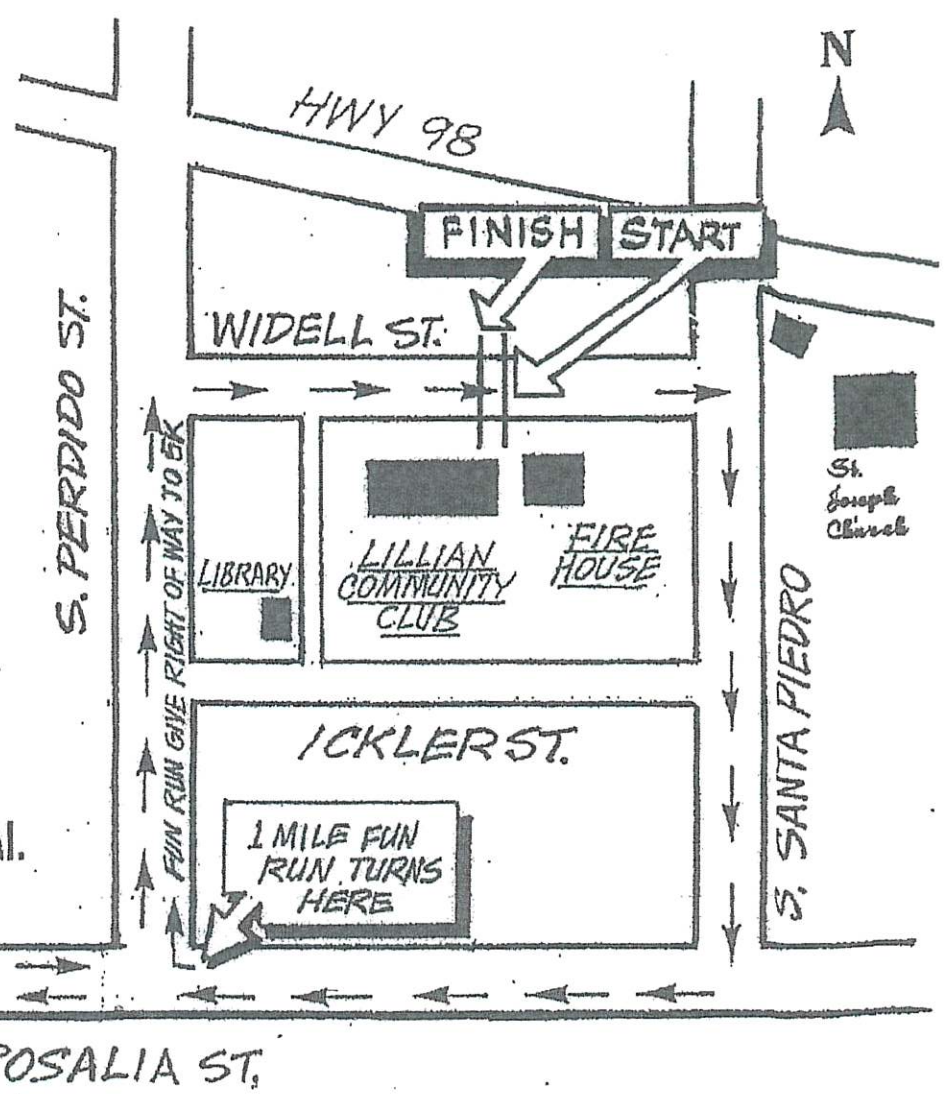 N
HWY 98
FINISH
START
WIDELL ST.
S. PERDIDO ST.
FUN RUN GIVE RIGHT OF WAY TO 5K
LIBRARY
LILLIAN
COMMUNITY
CLUB
FIRE
HOUSE
St.
Joseph
Church
S. SANTA PIEDRO
ICKLER ST.
1 MILE FUN
RUN TURNS
HERE
OSALIA ST.